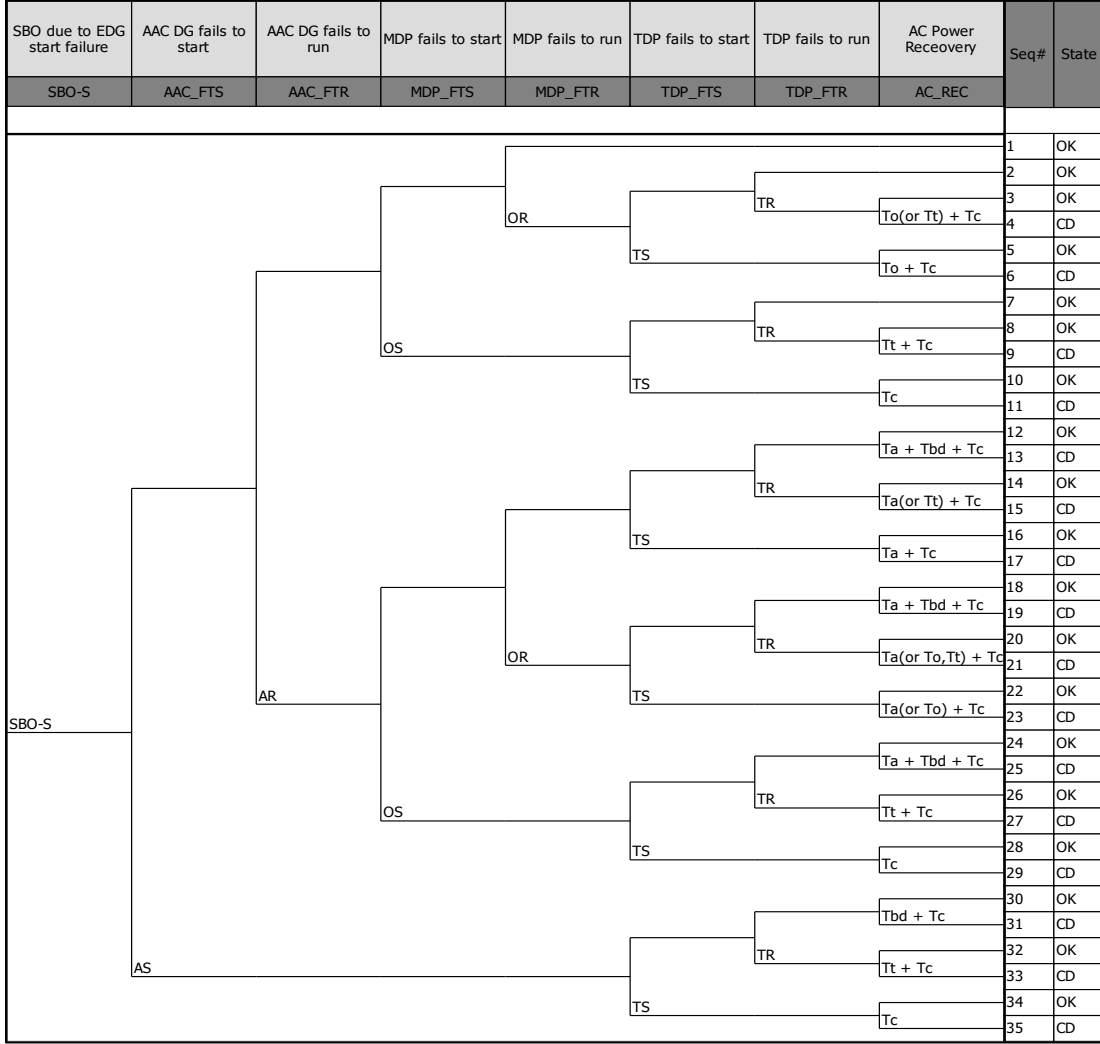 SBO due to EDG
start failure
AAC DG fails to
start
AAC DG fails to
run
MDP fails to start
MDP fails to run
TDP fails to start
TDP fails to run
AC Power
Receovery
Seq#
State
SBO-S
AAC_FTS
AAC_FTR
MDP_FTS
MDP_FTR
TDP_FTS
TDP_FTR
AC_REC
1 OK
2 OK
TR
3 OK
OR
To(or Tt) + Tc
4 CD
TS
5 OK
To + Tc
6 CD
7 OK
TR
8 OK
OS
Tt + Tc
9 CD
TS
10 OK
Tc
11 CD
12 OK
Ta + Tbd + Tc
13 CD
TR
14 OK
Ta(or Tt) + Tc
15 CD
TS
16 OK
Ta + Tc
17 CD
18 OK
Ta + Tbd + Tc
19 CD
TR
20 OK
OR
Ta(or To,Tt) + Tc
21 CD
TS
22 OK
AR
Ta(or To) + Tc
23 CD
SBO-S
24 OK
Ta + Tbd + Tc
25 CD
TR
26 OK
OS
Tt + Tc
27 CD
TS
28 OK
Tc
29 CD
30 OK
Tbd + Tc
31 CD
TR
32 OK
AS
Tt + Tc
33 CD
TS
34 OK
Tc
35 CD